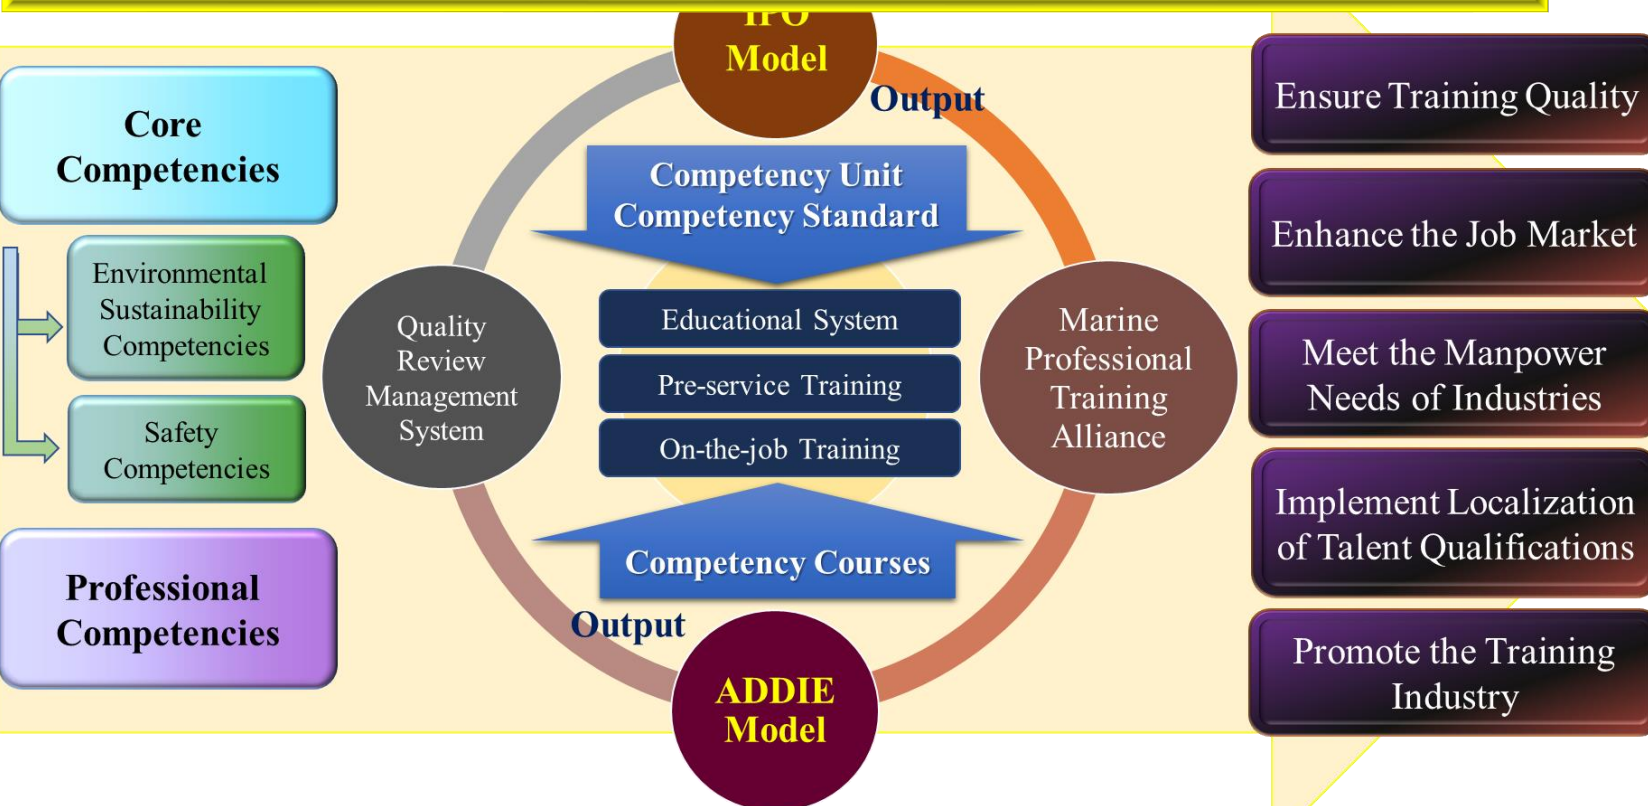 IPO
Model
Output
Core
Competencies
Environmental
Sustainability
Competencies
Safety
Competencies
Professional
Competencies
Quality
Review
Management
System
Competency Unit
Competency Standard
Educational System
Pre-service Training
On-the-job Training
Competency Courses
Output
ADDIE
Model
Marine
Professional
Training
Alliance
Ensure Training Quality
Enhance the Job Market
Meet the Manpower
Needs of Industries
Implement Localization
of Talent Qualifications
Promote the Training
Industry